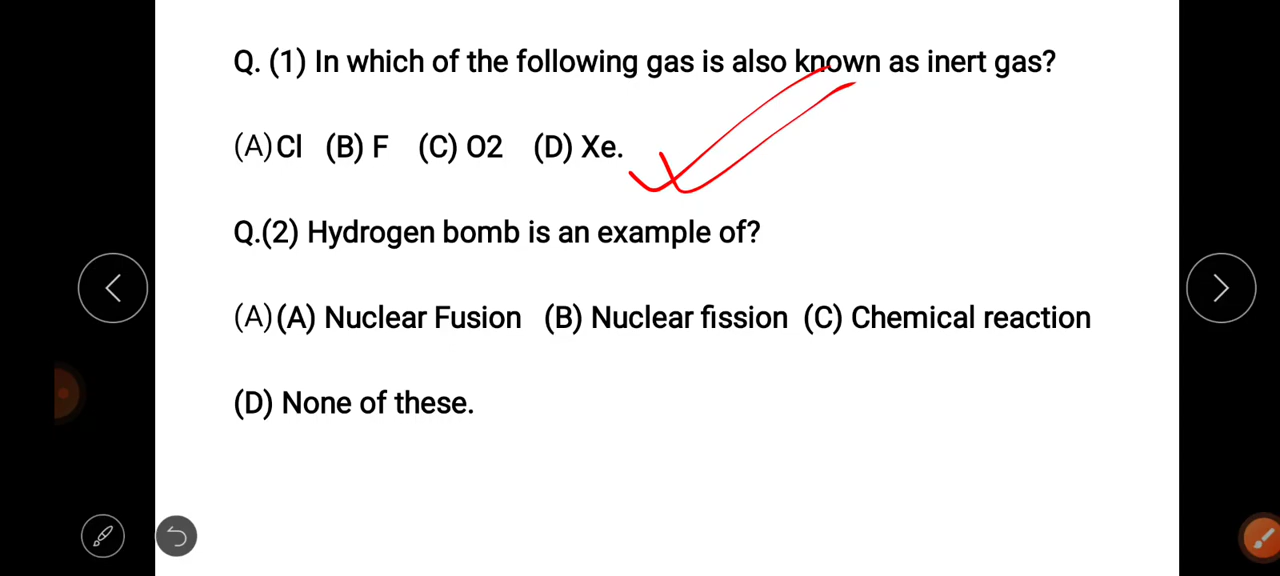 Q. (1) In which of the following gas is also known as inert gas?
(A) Cl (B) F (C) O2 (D) Xe.
Q.(2) Hydrogen bomb is an example of?
(A) (A) Nuclear Fusion (B) Nuclear fission (C) Chemical reaction
(D) None of these.